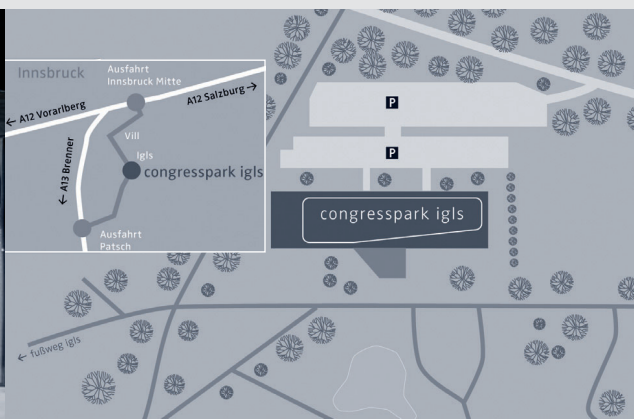 Innsbruck
Ausfahrt
Innsbruck Mitte
← A12 Vorarlberg
A12 Salzburg →
Vill
← A13 Brenner
Igls
congresspark igls
Ausfahrt
Patsch
P
P
congresspark igls
← fußweg igls